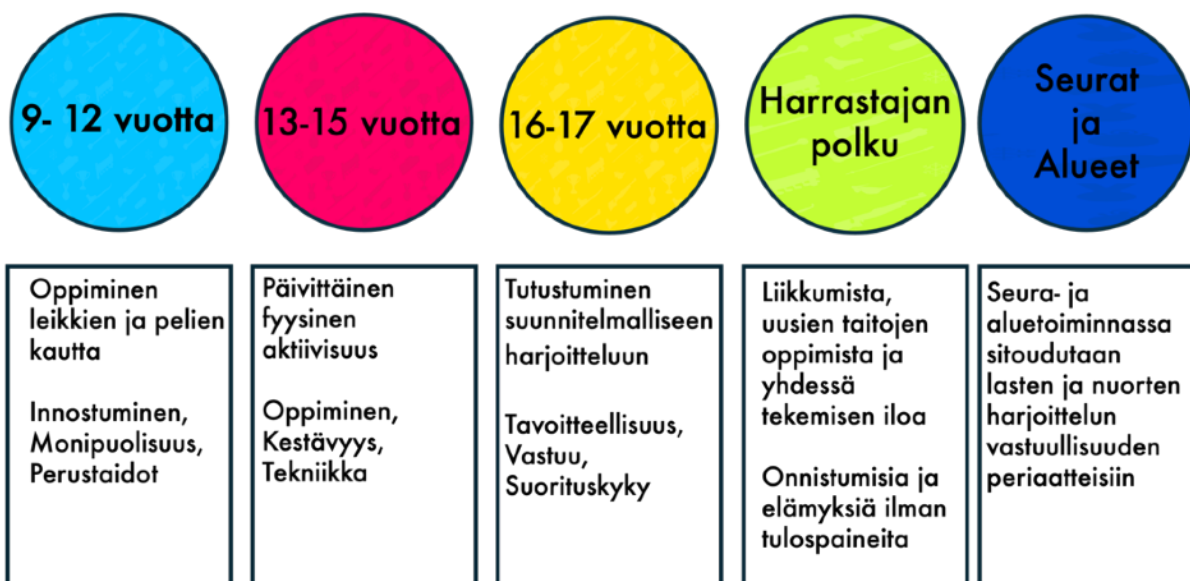 9- 12 vuotta
13-15 vuotta
16-17 vuotta
Harrastajan
polku
Seurat
ja
Alueet
Oppiminen
leikkien ja pelien
kautta
Innostuminen,
Monipuolisuus,
Perustaidot
Päivittäinen
fyysinen
aktiivisuus
Oppiminen,
Kestävyys,
Tekniikka
Tutustuminen
suunnitelmalliseen
harjoitteluun
Tavoitteellisuus,
Vastuu,
Suorituskyky
Liikkumista,
uusien taitojen
oppimista ja
yhdessä
tekemisen iloa
Onnistumisia ja
elämyksiä ilman
tulospaineita
Seura- ja
aluetoiminnassa
sitoudutaan
lasten ja nuorten
harjoittelun
vastuullisuuden
periaatteisiin